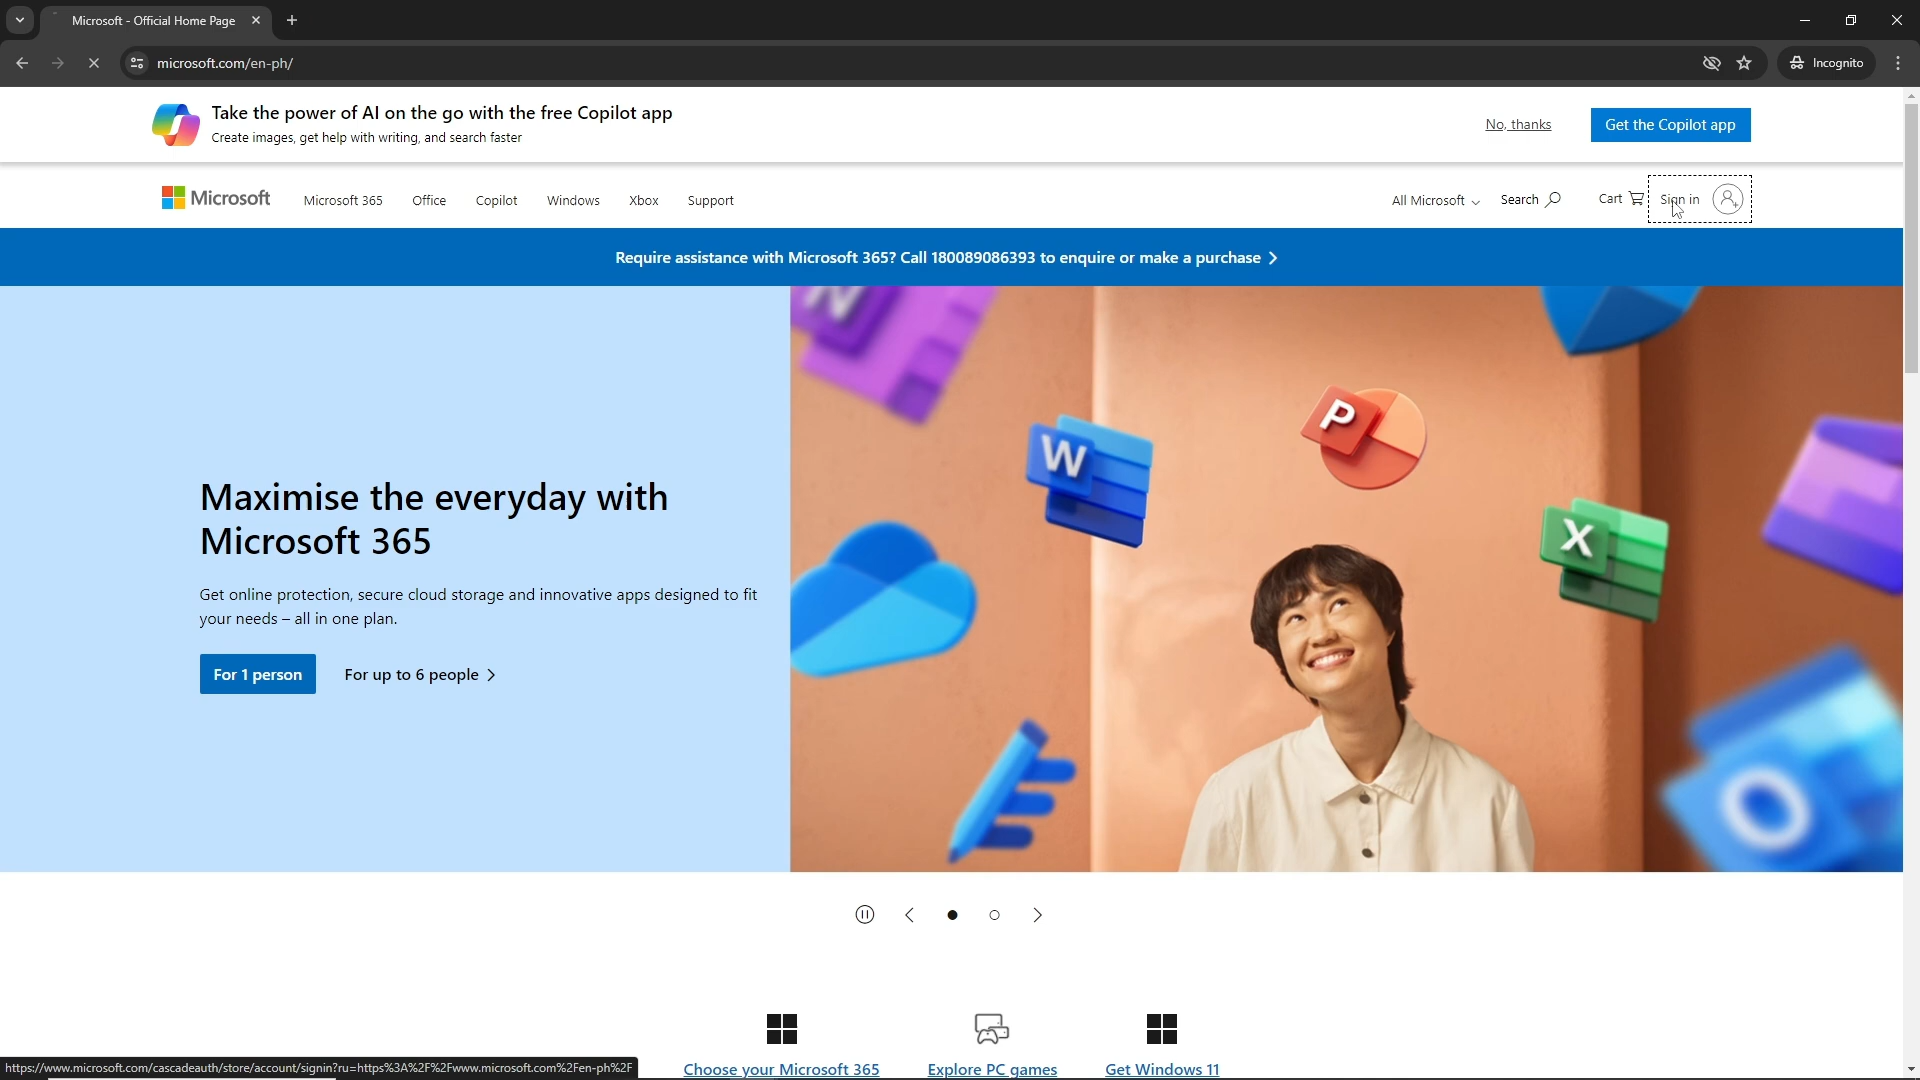 Microsoft - Official Home Page
microsoft.com/en-ph/
Incognito
Take the power of AI on the go with the free Copilot app
Create images, get help with writing, and search faster
No, thanks
Get the Copilot app
Microsoft
Microsoft 365
Office
Copilot
Windows
Xbox
Support
All Microsoft
Search
Cart
Sign in
Require assistance with Microsoft 365? Call 180089086393 to enquire or make a purchase
N
W
P
X
O
Maximise the everyday with
Microsoft 365
Get online protection, secure cloud storage and innovative apps designed to fit
your needs – all in one plan.
For 1 person
For up to 6 people
Choose your Microsoft 365
Explore PC games
Get Windows 11
https://www.microsoft.com/cascadeauth/store/account/signin?ru=https%3A%2F%2Fwww.microsoft.com%2Fen-ph%2F